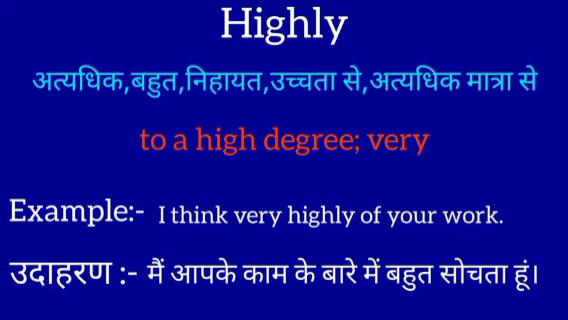 Highly
अत्यधिक,बहुत,निहायत,उच्चता से,अत्यधिक मात्रा से
to a high degree; very
Example:- I think very highly of your work.
उदाहरण :- मैं आपके काम के बारे में बहुत सोचता हूं।